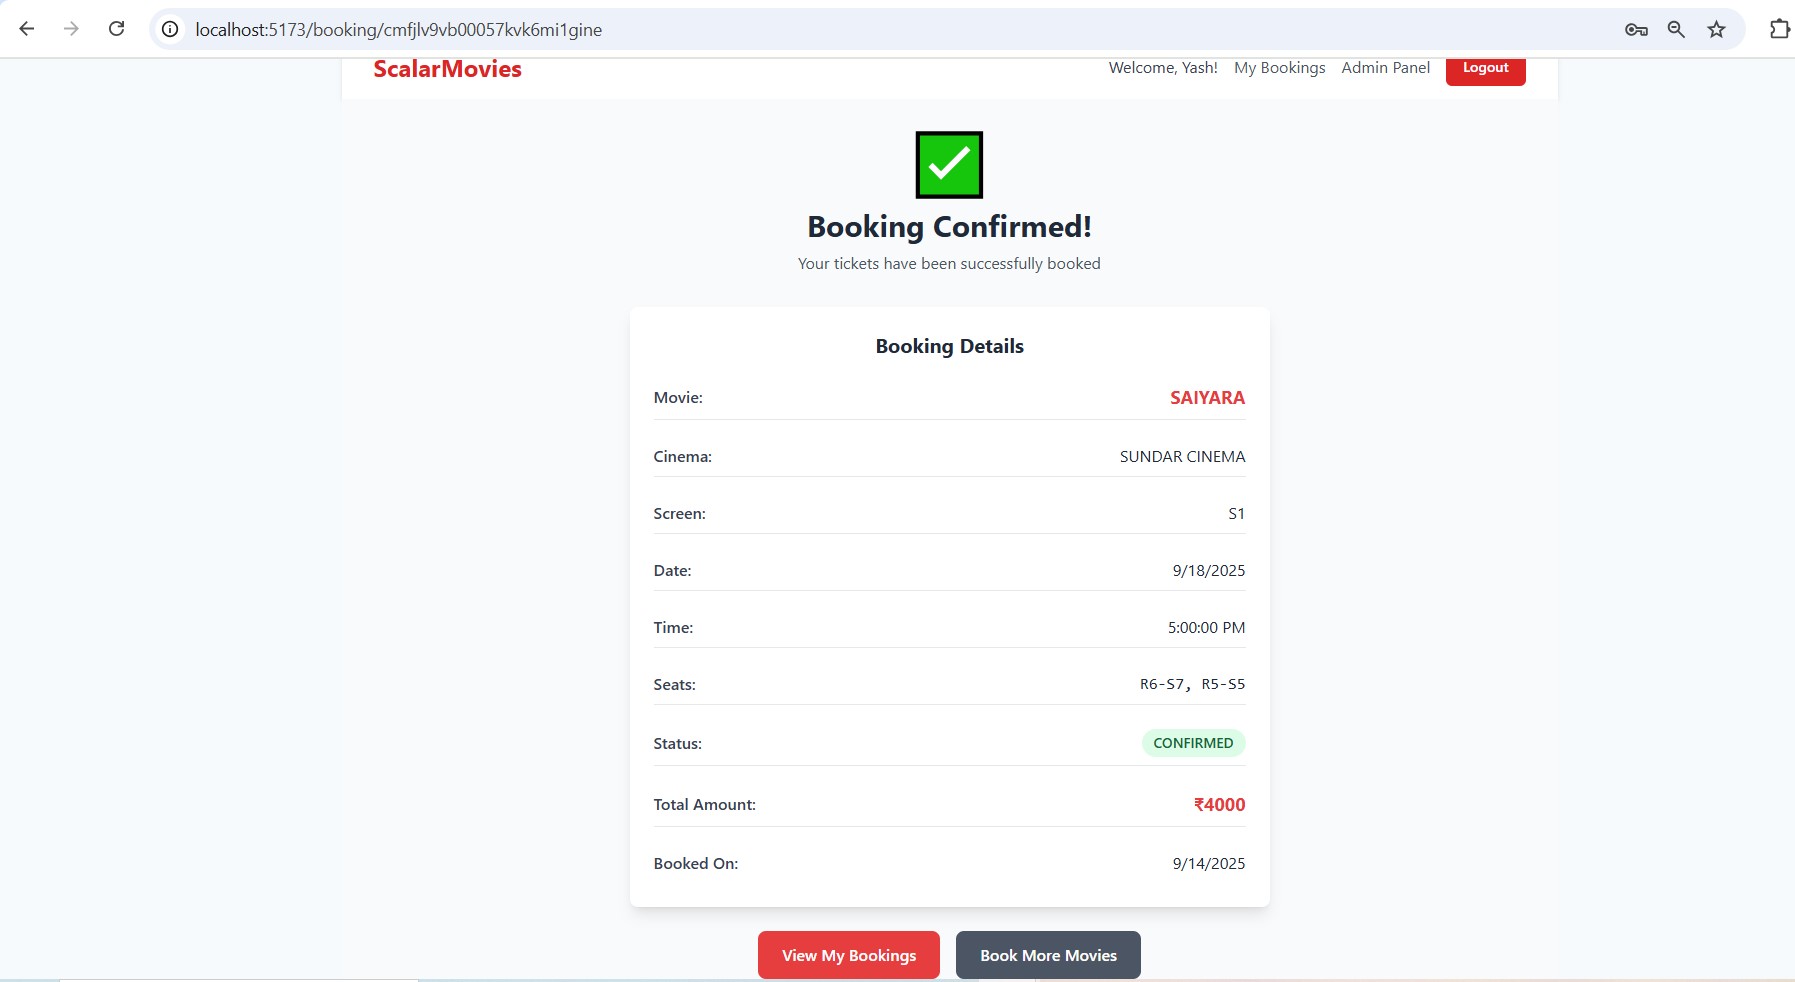 localhost:5173/booking/cmfjlv9vb00057kvk6mi1gine
ScalarMovies Welcome, Yash! My Bookings Admin Panel Logout
Booking Confirmed!
Your tickets have been successfully booked
Booking Details
Movie: SAIYARA
Cinema: SUNDAR CINEMA
Screen: S1
Date: 9/18/2025
Time: 5:00:00 PM
Seats: R6-S7, R5-S5
Status: CONFIRMED
Total Amount: ₹4000
Booked On: 9/14/2025
View My Bookings Book More Movies